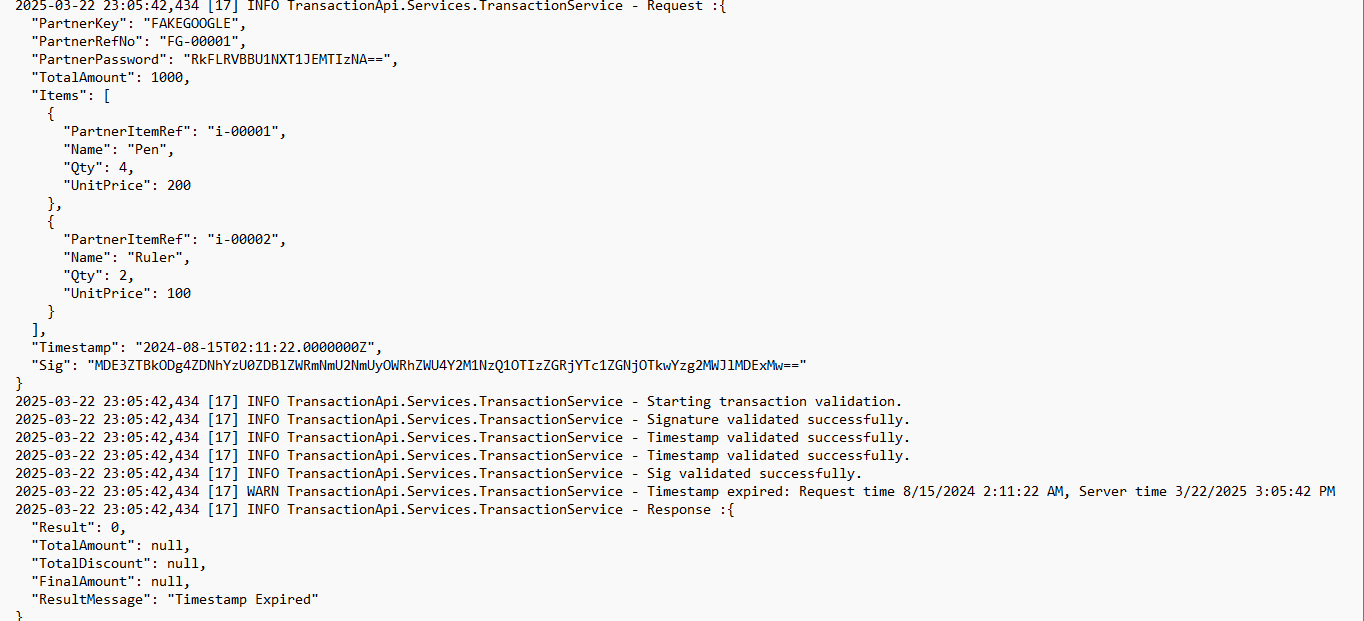 2025-03-22 23:05:42,434 [17] INFO TransactionApi.Services.TransactionService - Request :{
  "PartnerKey": "FAKEGOOGLE",
  "PartnerRefNo": "FG-00001",
  "PartnerPassword": "RkFLRVBBU1NXT1JEMTIzNA==",
  "TotalAmount": 1000,
  "Items": [
    {
      "PartnerItemRef": "i-00001",
      "Name": "Pen",
      "Qty": 4,
      "UnitPrice": 200
    },
    {
      "PartnerItemRef": "i-00002",
      "Name": "Ruler",
      "Qty": 2,
      "UnitPrice": 100
    }
  ],
  "Timestamp": "2024-08-15T02:11:22.0000000Z",
  "Sig": "MDE3ZTBkODg4ZDNhYzU0ZDBlZWRmNmU2NmUyOWRhZWU4Y2M1NzQ1OTIzZGRjYTc1ZGNjOTkwYzg2MWJlMDExMw=="
}
2025-03-22 23:05:42,434 [17] INFO TransactionApi.Services.TransactionService - Starting transaction validation.
2025-03-22 23:05:42,434 [17] INFO TransactionApi.Services.TransactionService - Signature validated successfully.
2025-03-22 23:05:42,434 [17] INFO TransactionApi.Services.TransactionService - Timestamp validated successfully.
2025-03-22 23:05:42,434 [17] INFO TransactionApi.Services.TransactionService - Timestamp validated successfully.
2025-03-22 23:05:42,434 [17] INFO TransactionApi.Services.TransactionService - Sig validated successfully.
2025-03-22 23:05:42,434 [17] WARN TransactionApi.Services.TransactionService - Timestamp expired: Request time 8/15/2024 2:11:22 AM, Server time 3/22/2025 3:05:42 PM
2025-03-22 23:05:42,434 [17] INFO TransactionApi.Services.TransactionService - Response :{
  "Result": 0,
  "TotalAmount": null,
  "TotalDiscount": null,
  "FinalAmount": null,
  "ResultMessage": "Timestamp Expired"
}